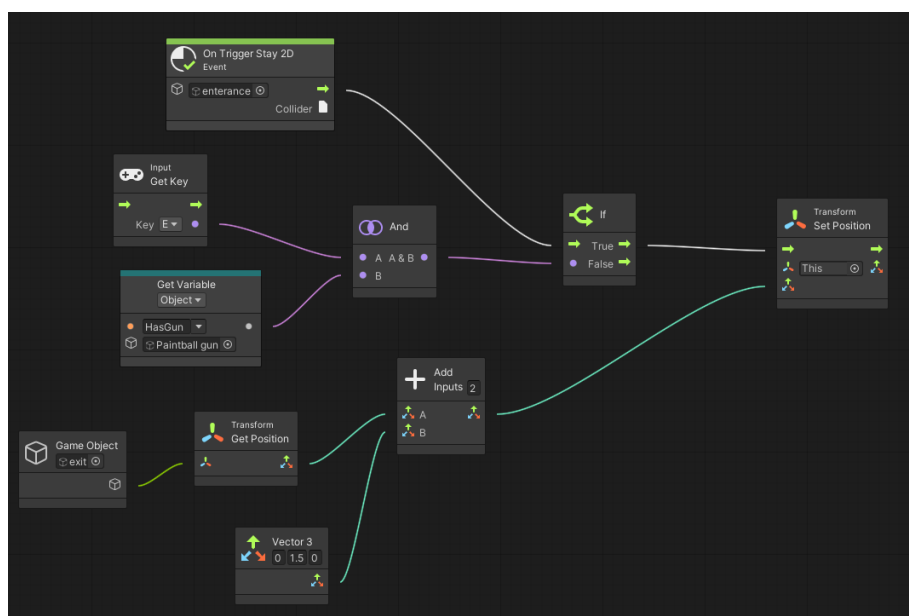 On Trigger Stay 2D
Event
enterance
Collider
Input
Get Key
Key E
And
A A & B
B
If
True
False
Transform
Set Position
This
Get Variable
Object
HasGun
Paintball gun
Add
Inputs 2
A
B
Transform
Get Position
Game Object
exit
Vector 3
0 1.5 0